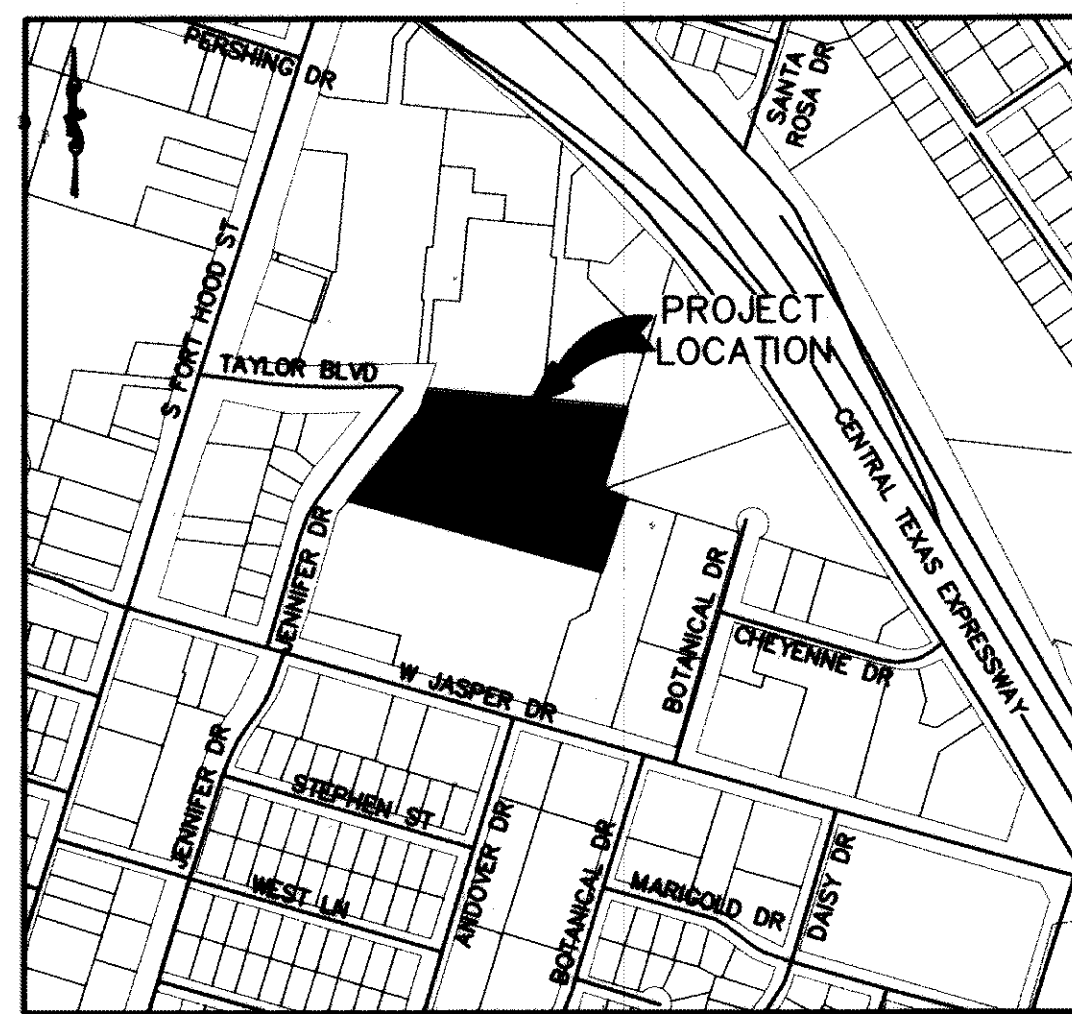 PERSHING DR
SANTA
ROSA DR
S FORT HOOD ST
PROJECT
LOCATION
TAYLOR BLVD
CENTRAL TEXAS EXPRESSWAY
JENNIFER DR
BOTANICAL DR
CHEYENNE DR
W JASPER DR
JENNIFER DR
STEPHEN ST
ANDOVER DR
WEST LN
BOTANICAL DR
MARIGOLD DR
DAISY DR